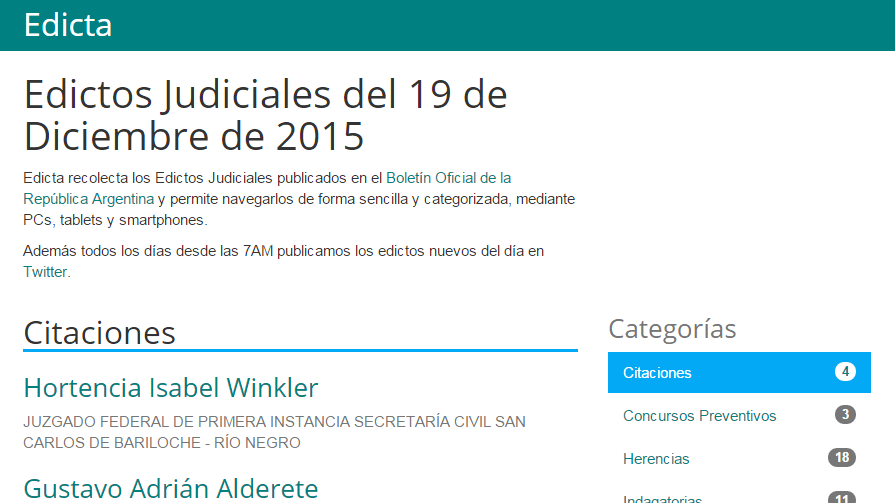 Edicta
Edictos Judiciales del 19 de
Diciembre de 2015
Edicta recolecta los Edictos Judiciales publicados en el Boletín Oficial de la
República Argentina y permite navegarlos de forma sencilla y categorizada, mediante
PCs, tablets y smartphones.
Además todos los días desde las 7AM publicamos los edictos nuevos del día en
Twitter.
Citaciones
Hortencia Isabel Winkler
JUZGADO FEDERAL DE PRIMERA INSTANCIA SECRETARÍA CIVIL SAN
CARLOS DE BARILOCHE - RÍO NEGRO
Gustavo Adrián Alderete
Categorías
Citaciones 4
Concursos Preventivos 3
Herencias 18
Indagatorias 11